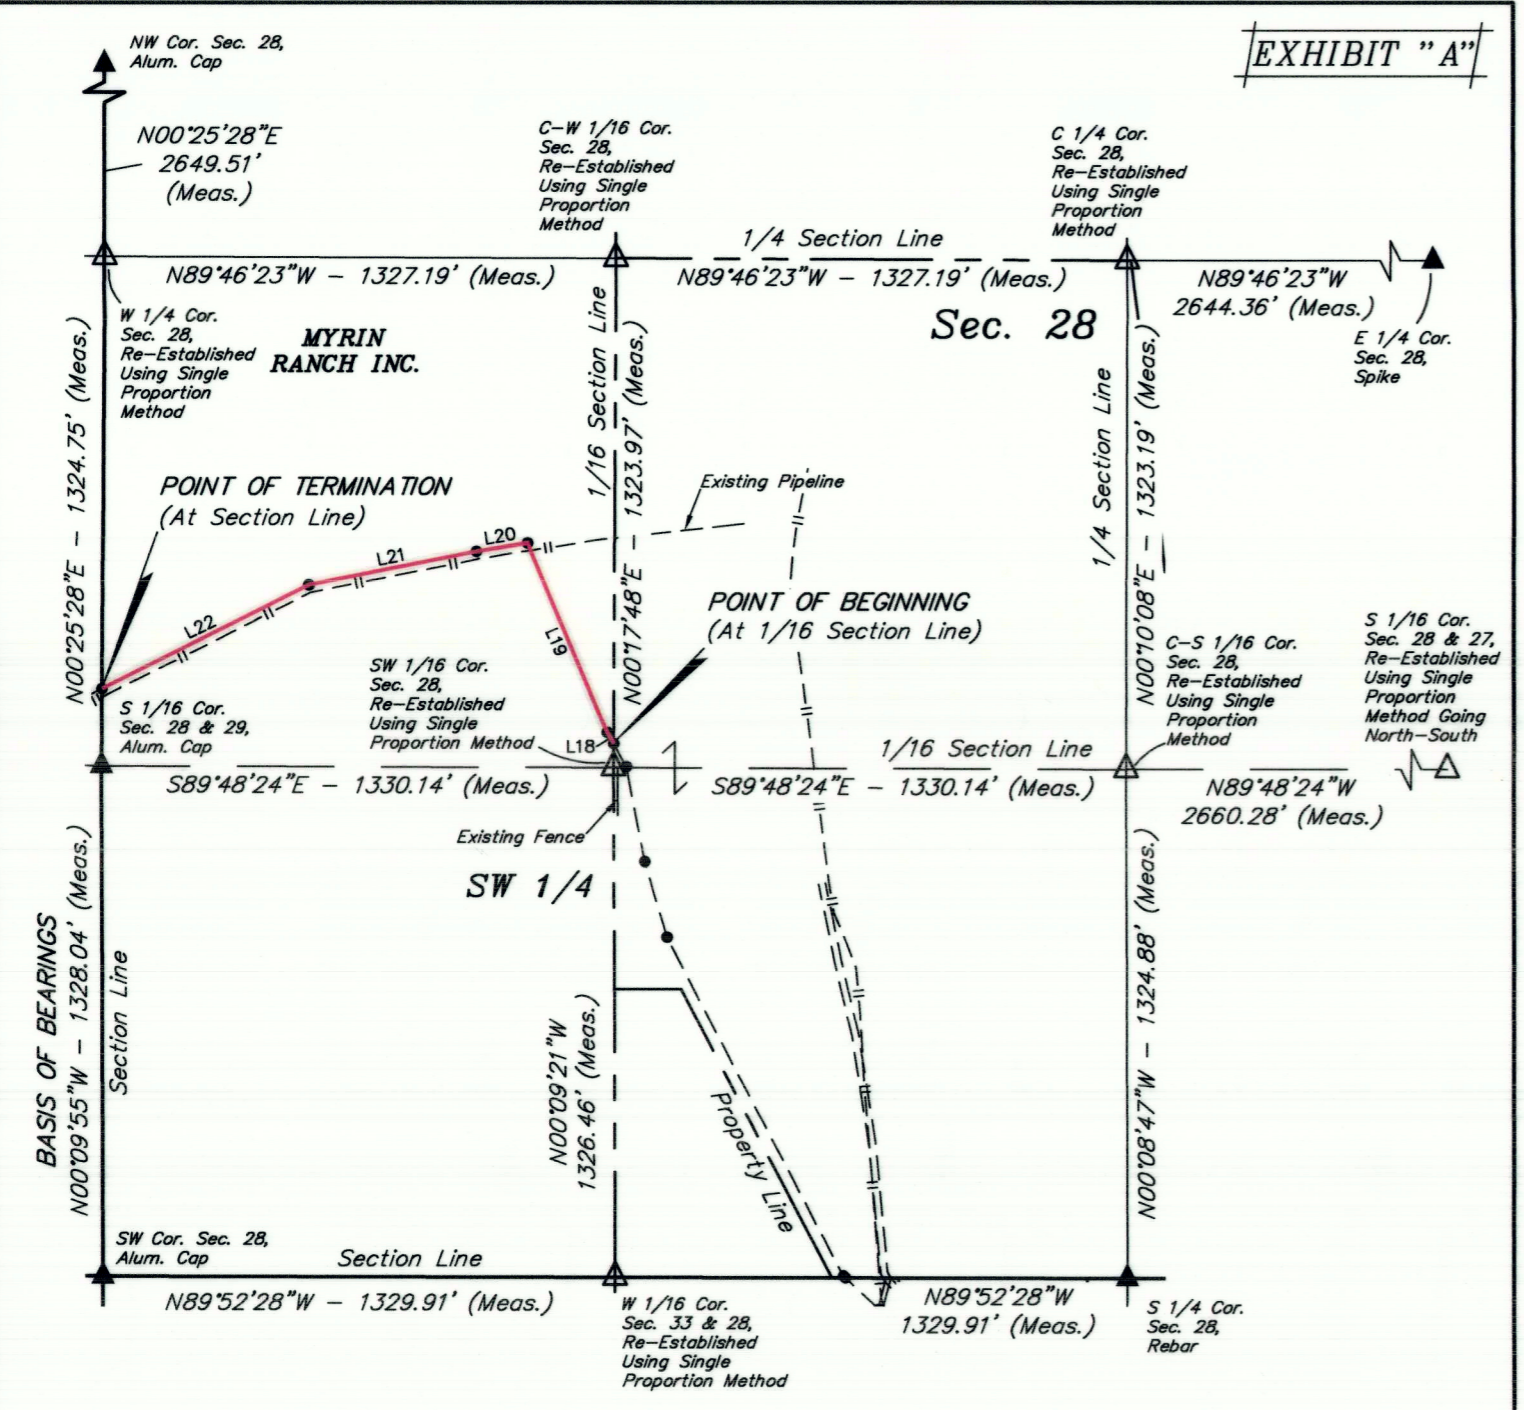 EXHIBIT "A"
NW Cor. Sec. 28,
Alum. Cap
N00°25'28"E
2649.51'
(Meas.)
C-W 1/16 Cor.
Sec. 28,
Re-Established
Using Single
Proportion
Method
C 1/4 Cor.
Sec. 28,
Re-Established
Using Single
Proportion
Method
1/4 Section Line
N89°46'23"W - 1327.19' (Meas.)
N89°46'23"W - 1327.19' (Meas.)
N89°46'23"W
2644.36' (Meas.)
W 1/4 Cor.
Sec. 28,
Re-Established
Using Single
Proportion
Method
MYRIN
RANCH INC.
Sec. 28
E 1/4 Cor.
Sec. 28,
Spike
N00°25'28"E - 1324.75' (Meas.)
1/16 Section Line
N00°17'48"E - 1323.97' (Meas.)
1/4 Section Line
N00°10'08"E - 1323.19' (Meas.)
POINT OF TERMINATION
(At Section Line)
Existing Pipeline
L20
L21
L22
L19
L18
POINT OF BEGINNING
(At 1/16 Section Line)
SW 1/16 Cor.
Sec. 28,
Re-Established
Using Single
Proportion Method
S 1/16 Cor.
Sec. 28 & 29,
Alum. Cap
C-S 1/16 Cor.
Sec. 28,
Re-Established
Using Single
Proportion
Method
S 1/16 Cor.
Sec. 28 & 27,
Re-Established
Using Single
Proportion
Method Going
North-South
1/16 Section Line
S89°48'24"E - 1330.14' (Meas.)
S89°48'24"E - 1330.14' (Meas.)
N89°48'24"W
2660.28' (Meas.)
Existing Fence
SW 1/4
BASIS OF BEARINGS
N00°09'55"W - 1328.04' (Meas.)
Section Line
N00°09'21"W
1326.46' (Meas.)
Property Line
N00°08'47"W - 1324.88' (Meas.)
SW Cor. Sec. 28,
Alum. Cap
Section Line
N89°52'28"W - 1329.91' (Meas.)
W 1/16 Cor.
Sec. 33 & 28,
Re-Established
Using Single
Proportion Method
N89°52'28"W
1329.91' (Meas.)
S 1/4 Cor.
Sec. 28,
Rebar